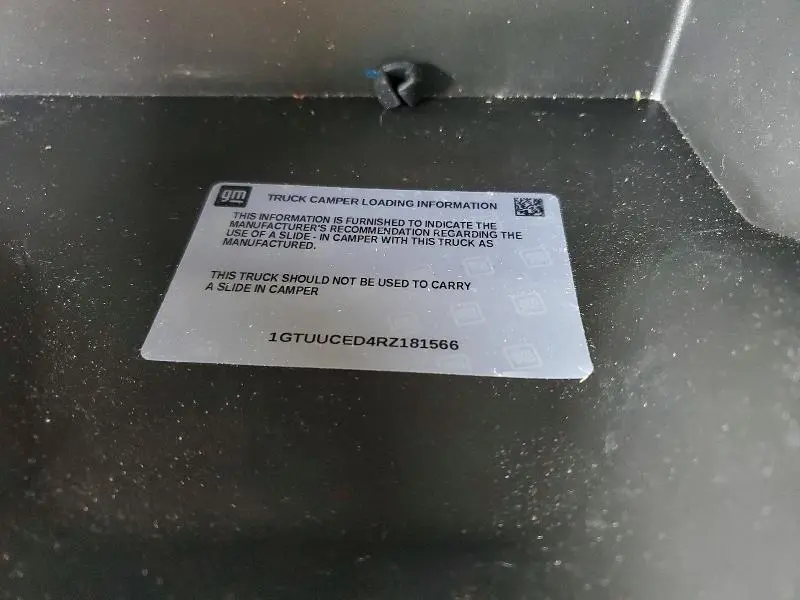 gm TRUCK CAMPER LOADING INFORMATION
THIS INFORMATION IS FURNISHED TO INDICATE THE
MANUFACTURER'S RECOMMENDATION REGARDING THE
USE OF A SLIDE - IN CAMPER WITH THIS TRUCK AS
MANUFACTURED.
THIS TRUCK SHOULD NOT BE USED TO CARRY
A SLIDE IN CAMPER
1GTUUCED4RZ181566